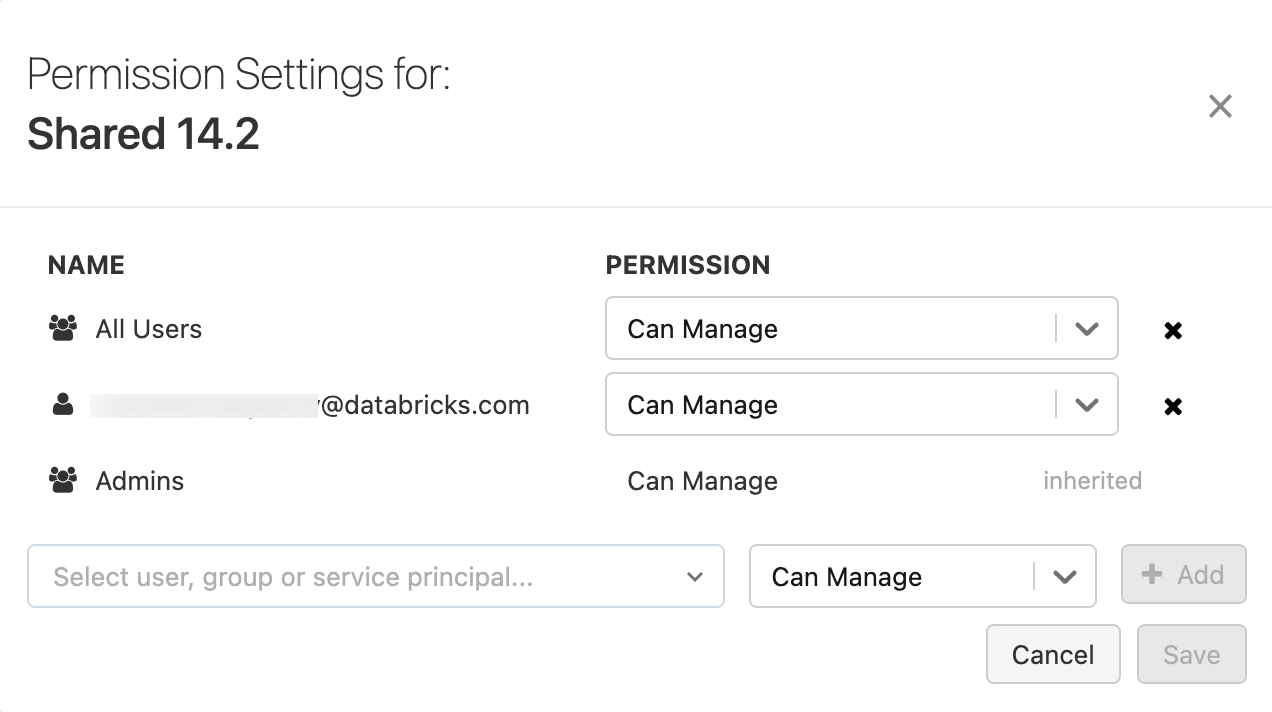 Permission Settings for:
Shared 14.2
NAME PERMISSION
All Users Can Manage
@databricks.com Can Manage
Admins Can Manage inherited
Select user, group or service principal... Can Manage + Add
Cancel Save